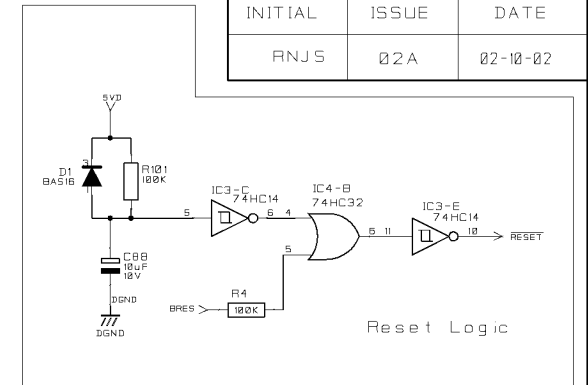 INITIAL ISSUE DATE
RNJS 02A 02-10-02
5VD
D1
BAS16
3
R101
100K
IC3-C
74HC14
5
6
4
IC4-B
74HC32
5
6
11
IC3-E
74HC14
10
RESET
C88
10uF
10V
DGND
DGND
BRES
R4
100K
Reset Logic